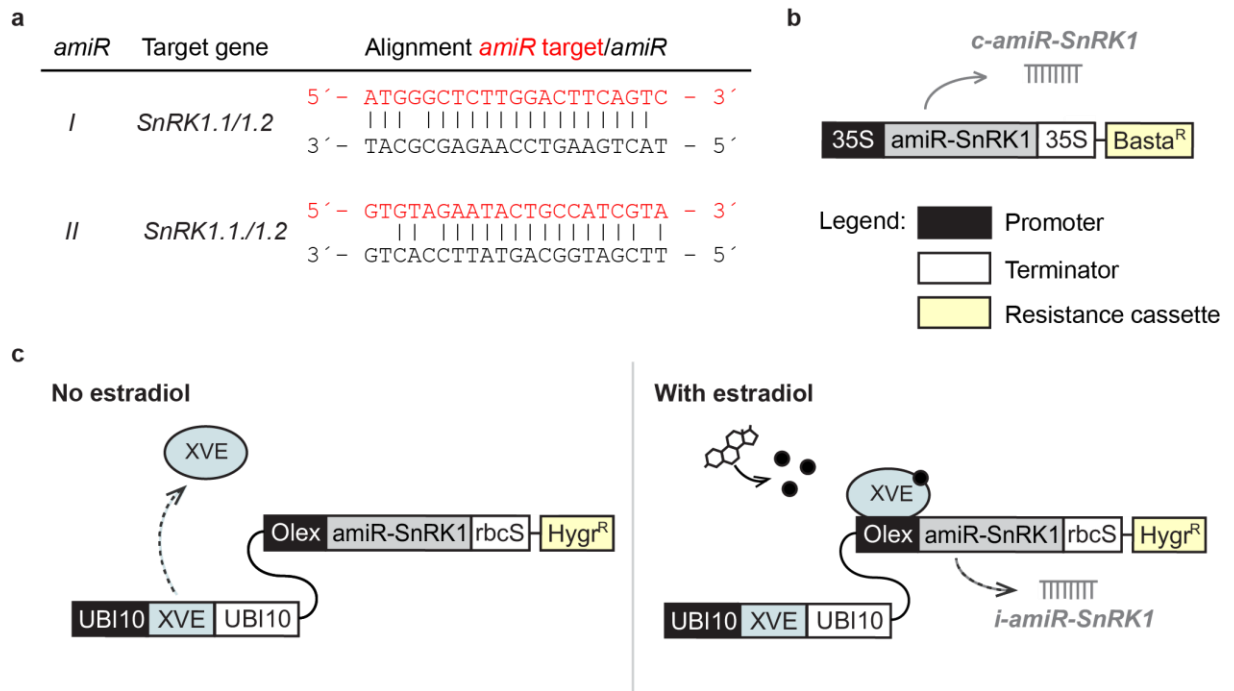 a
amiR Target gene Alignment amiR target/amiR
5´- ATGGGCTCTTGGACTTCAGTC - 3´
I SnRK1.1/1.2
3´- TACGCGAGAACCTGAAGTCAT - 5´
5´- GTGTAGAATACTGCCATCGTA - 3´
II SnRK1.1./1.2
3´- GTCACCTTATGACGGTAGCTT - 5´
b
c-amiR-SnRK1
35S amiR-SnRK1 35S BastaR
Legend: Promoter
Terminator
Resistance cassette
c
No estradiol
XVE
Olex amiR-SnRK1 rbcS HygrR
UBI10 XVE UBI10
With estradiol
XVE
Olex amiR-SnRK1 rbcS HygrR
i-amiR-SnRK1
UBI10 XVE UBI10